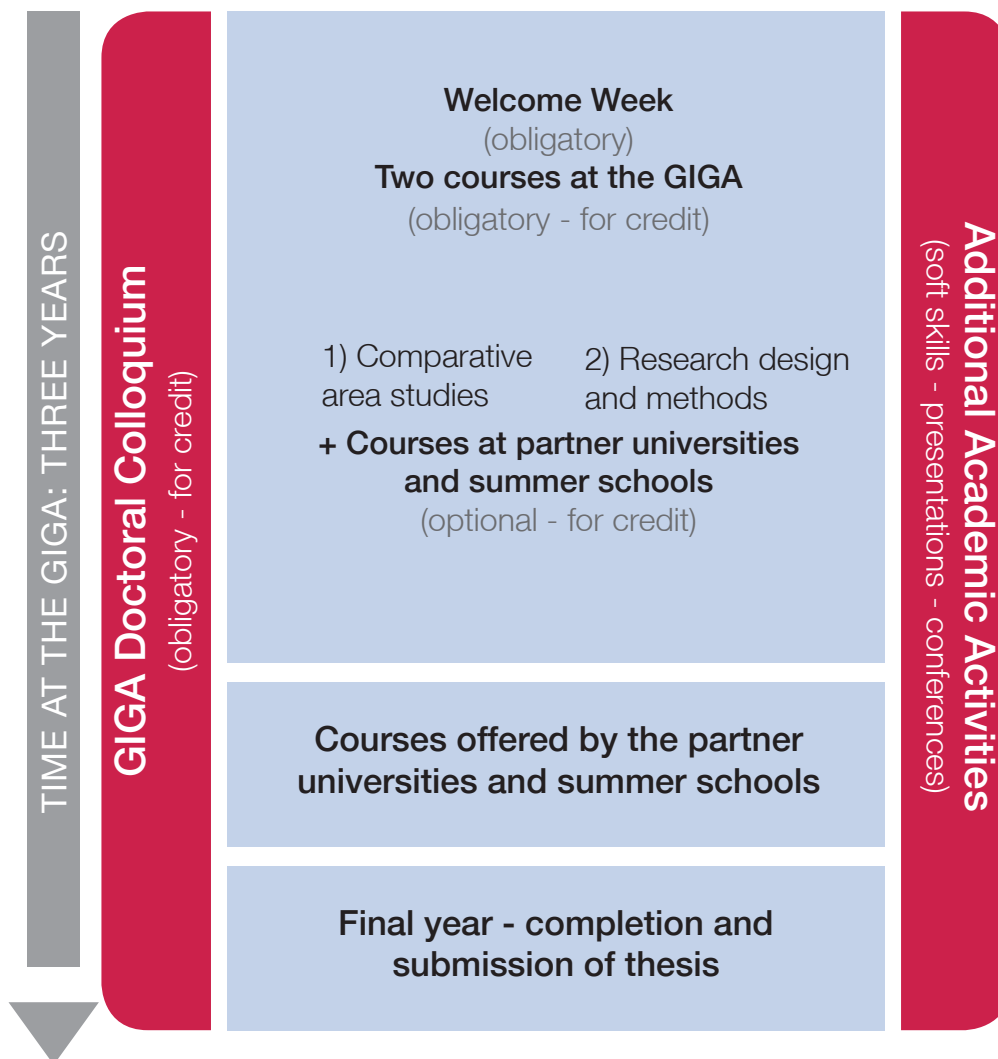 TIME AT THE GIGA: THREE YEARS
GIGA Doctoral Colloquium
(obligatory - for credit)
Welcome Week
(obligatory)
Two courses at the GIGA
(obligatory - for credit)
1) Comparative
area studies
2) Research design
and methods
+ Courses at partner universities
and summer schools
(optional - for credit)
Courses offered by the partner
universities and summer schools
Final year - completion and
submission of thesis
Additional Academic Activities
(soft skills - presentations - conferences)